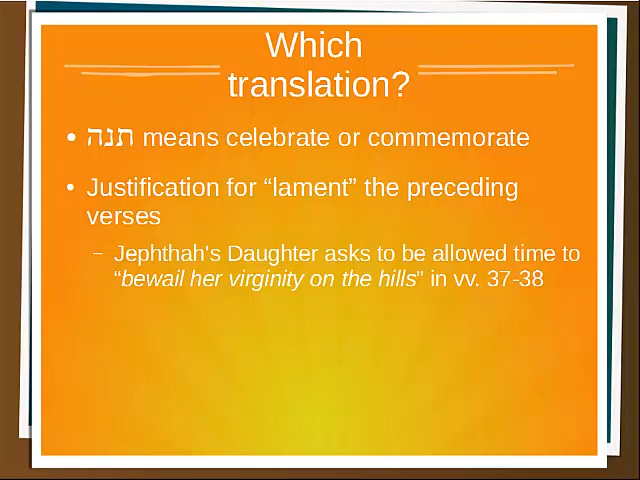 Which
translation?
• תנה means celebrate or commemorate
• Justification for “lament” the preceding
verses
– Jephthah's Daughter asks to be allowed time to
“bewail her virginity on the hills” in vv. 37-38